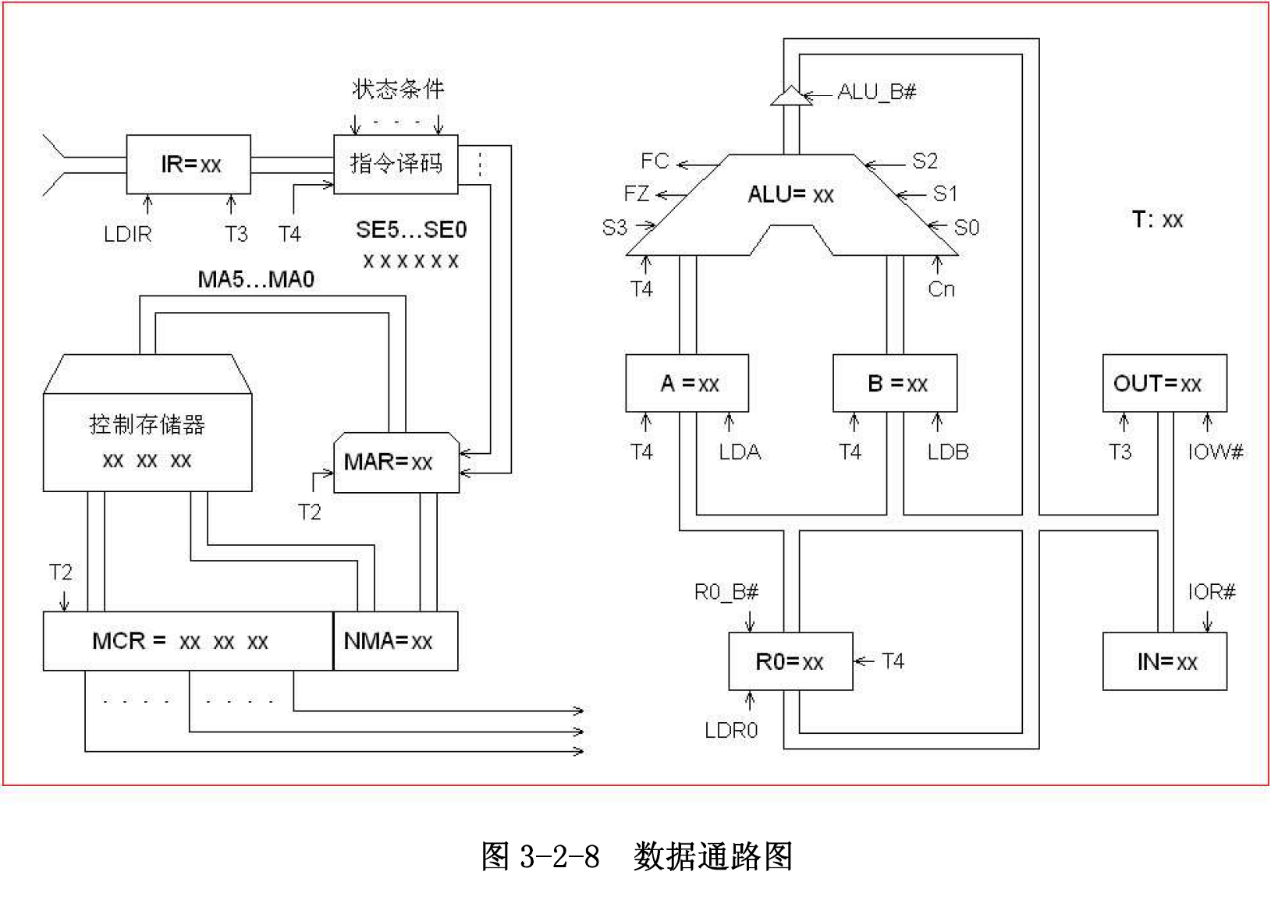 状态条件
IR=xx
指令译码
LDIR
T3
T4
SE5...SE0
x x x x x x
MA5...MA0
控制存储器
xx xx xx
MAR=xx
T2
T2
MCR = xx xx xx
NMA=xx
ALU_B#
FC
S2
FZ
ALU= xx
S1
S3
S0
T: xx
T4
Cn
A =xx
B =xx
OUT=xx
T4
LDA
T4
LDB
T3
IOW#
R0_B#
IOR#
R0=xx
T4
IN=xx
LDR0
图 3-2-8 数据通路图